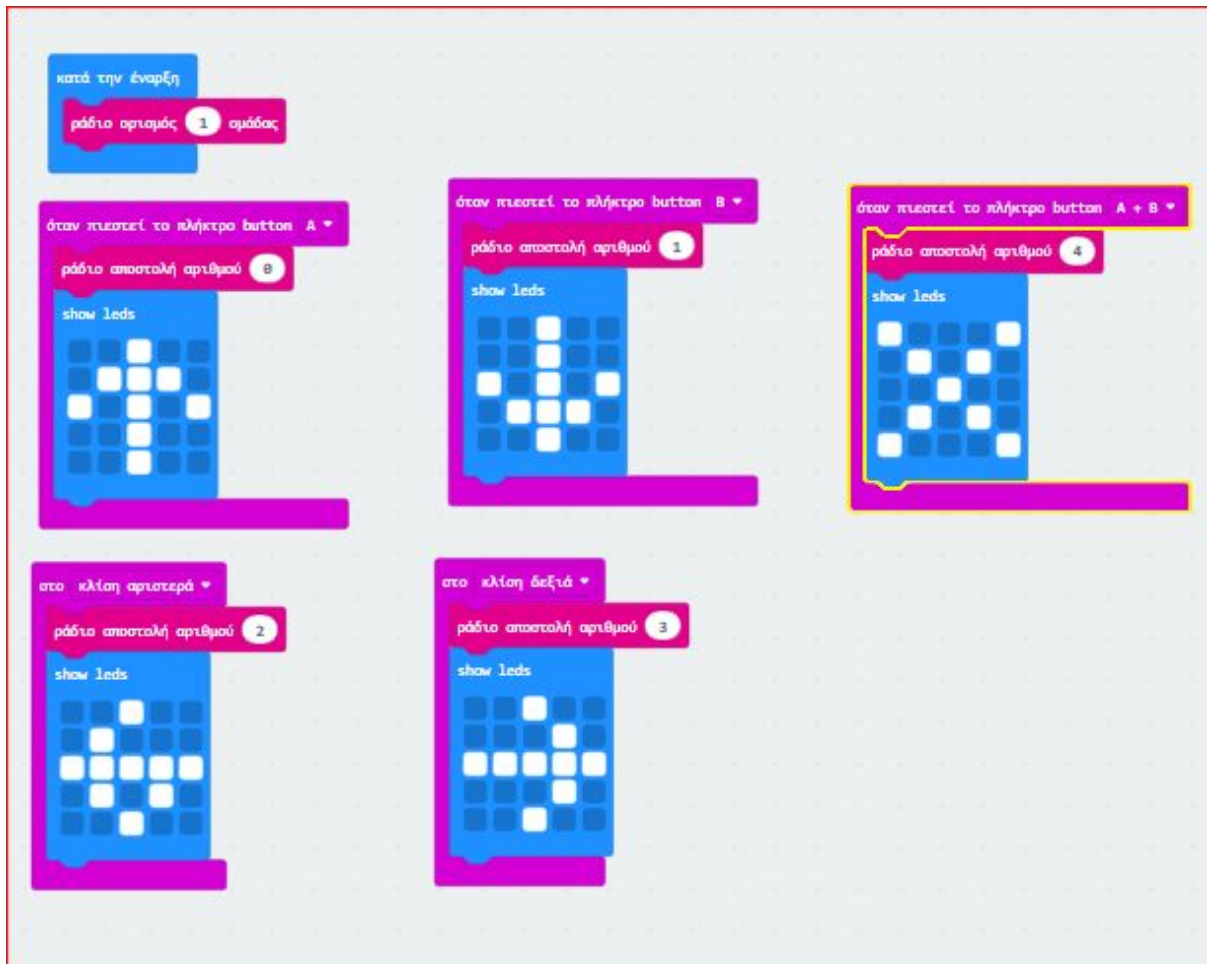 κατά την έναρξη
ράδιο ορισμός 1 ομάδας
όταν πιεστεί το πλήκτρο button A
ράδιο αποστολή αριθμού 0
show leds
όταν πιεστεί το πλήκτρο button B
ράδιο αποστολή αριθμού 1
show leds
όταν πιεστεί το πλήκτρο button A + B
ράδιο αποστολή αριθμού 4
show leds
στο κλίση αριστερά
ράδιο αποστολή αριθμού 2
show leds
στο κλίση δεξιά
ράδιο αποστολή αριθμού 3
show leds